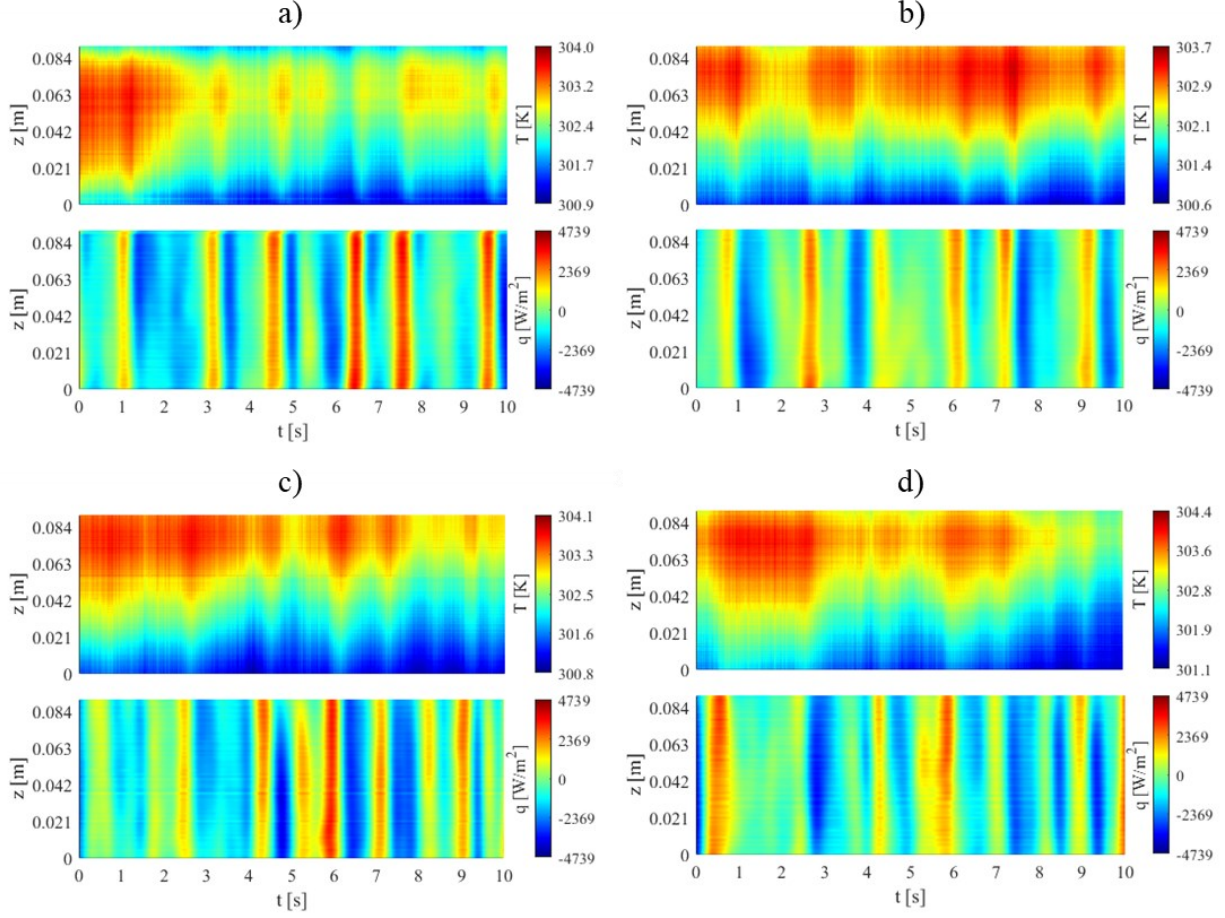 a)
z [m]
0.084
0.063
0.042
0.021
0
T [K]
304.0
303.2
302.4
301.7
300.9
z [m]
0.084
0.063
0.042
0.021
0
0 1 2 3 4 5 6 7 8 9 10
t [s]
q [W/m²]
4739
2369
0
-2369
-4739
b)
z [m]
0.084
0.063
0.042
0.021
0
T [K]
303.7
302.9
302.1
301.4
300.6
z [m]
0.084
0.063
0.042
0.021
0
0 1 2 3 4 5 6 7 8 9 10
t [s]
q [W/m²]
4739
2369
0
-2369
-4739
c)
z [m]
0.084
0.063
0.042
0.021
0
T [K]
304.1
303.3
302.5
301.6
300.8
z [m]
0.084
0.063
0.042
0.021
0
0 1 2 3 4 5 6 7 8 9 10
t [s]
q [W/m²]
4739
2369
0
-2369
-4739
d)
z [m]
0.084
0.063
0.042
0.021
0
T [K]
304.4
303.6
302.8
301.9
301.1
z [m]
0.084
0.063
0.042
0.021
0
0 1 2 3 4 5 6 7 8 9 10
t [s]
q [W/m²]
4739
2369
0
-2369
-4739